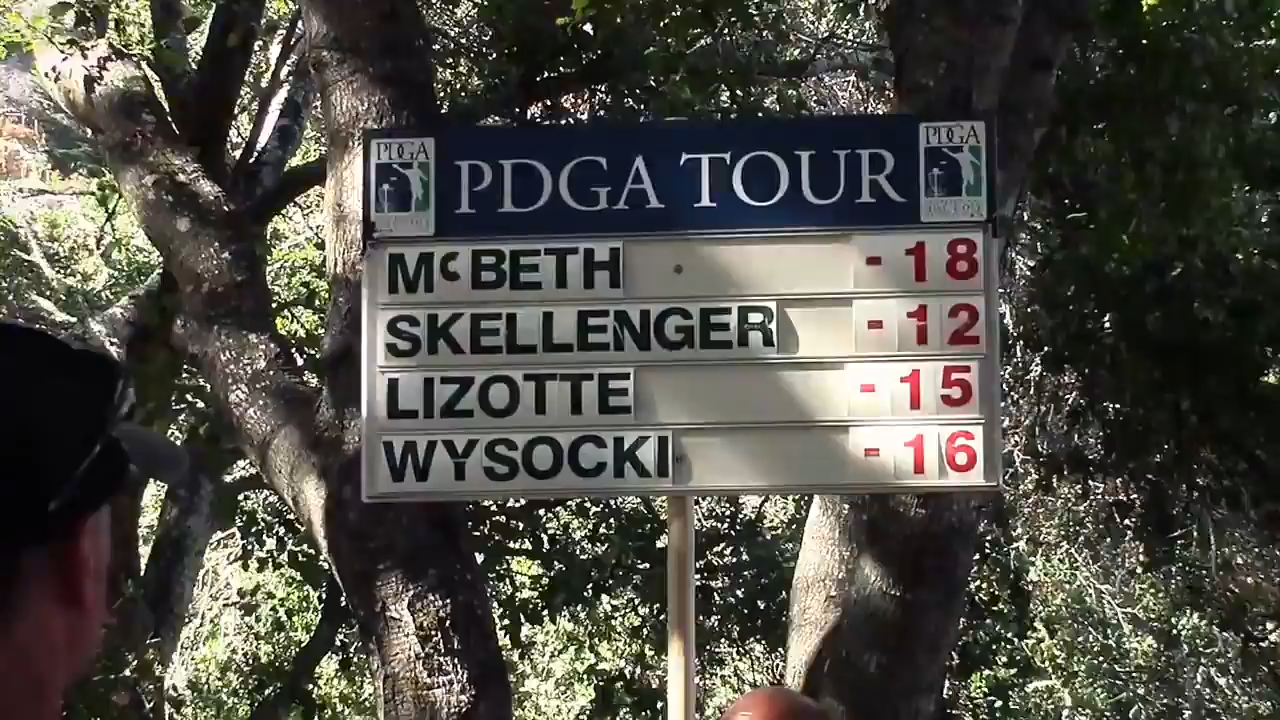 PDGA PDGA TOUR PDGA
McBETH - 18
SKELLENGER - 12
LIZOTTE - 15
WYSOCKI - 16